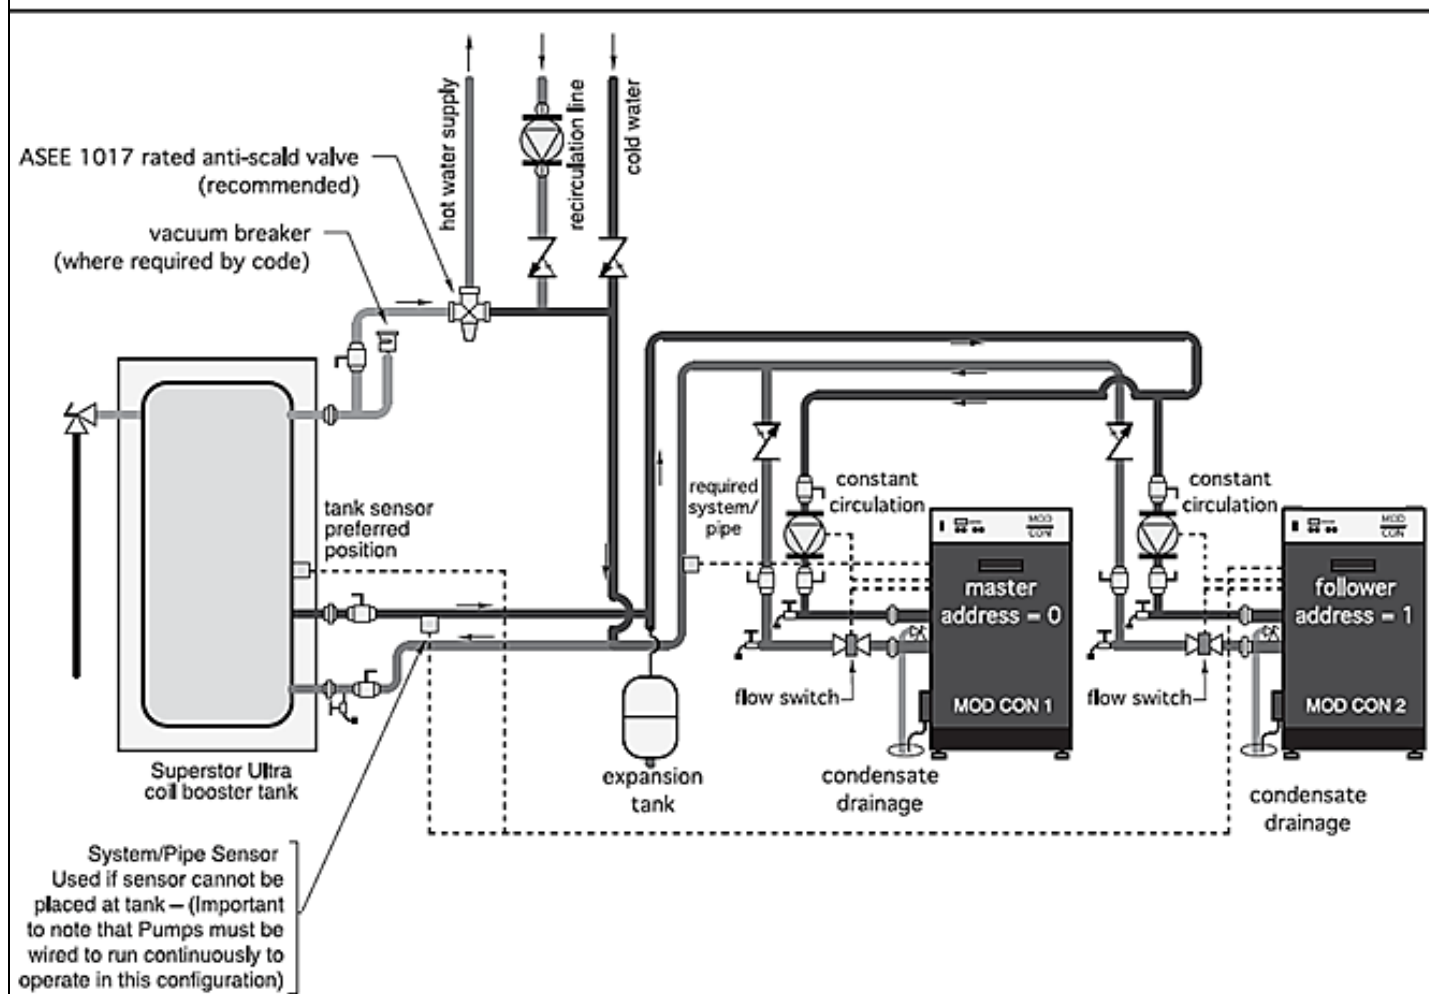 hot water supply
recirculation line
cold water
ASEE 1017 rated anti-scald valve
(recommended)
vacuum breaker
(where required by code)
tank sensor
preferred
position
required
system/
pipe
constant
circulation
constant
circulation
MOD
CON
MOD
CON
master
address = 0
follower
address = 1
flow switch
MOD CON 1
flow switch
MOD CON 2
Superstor Ultra
coil booster tank
expansion
tank
condensate
drainage
condensate
drainage
System/Pipe Sensor
Used if sensor cannot be
placed at tank – (Important
to note that Pumps must be
wired to run continuously to
operate in this configuration)